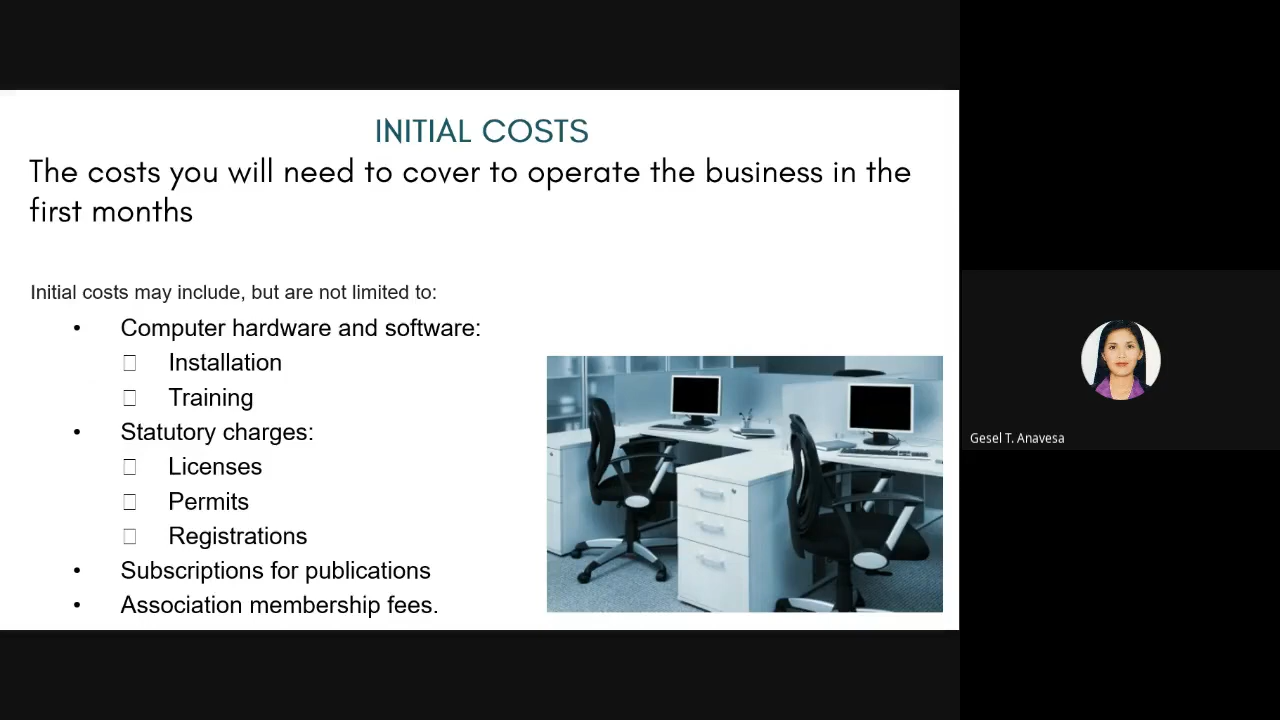 INITIAL COSTS
The costs you will need to cover to operate the business in the
first months
Initial costs may include, but are not limited to:
• Computer hardware and software:
□ Installation
□ Training
• Statutory charges:
□ Licenses
□ Permits
□ Registrations
• Subscriptions for publications
• Association membership fees.
Gesel T. Anavesa